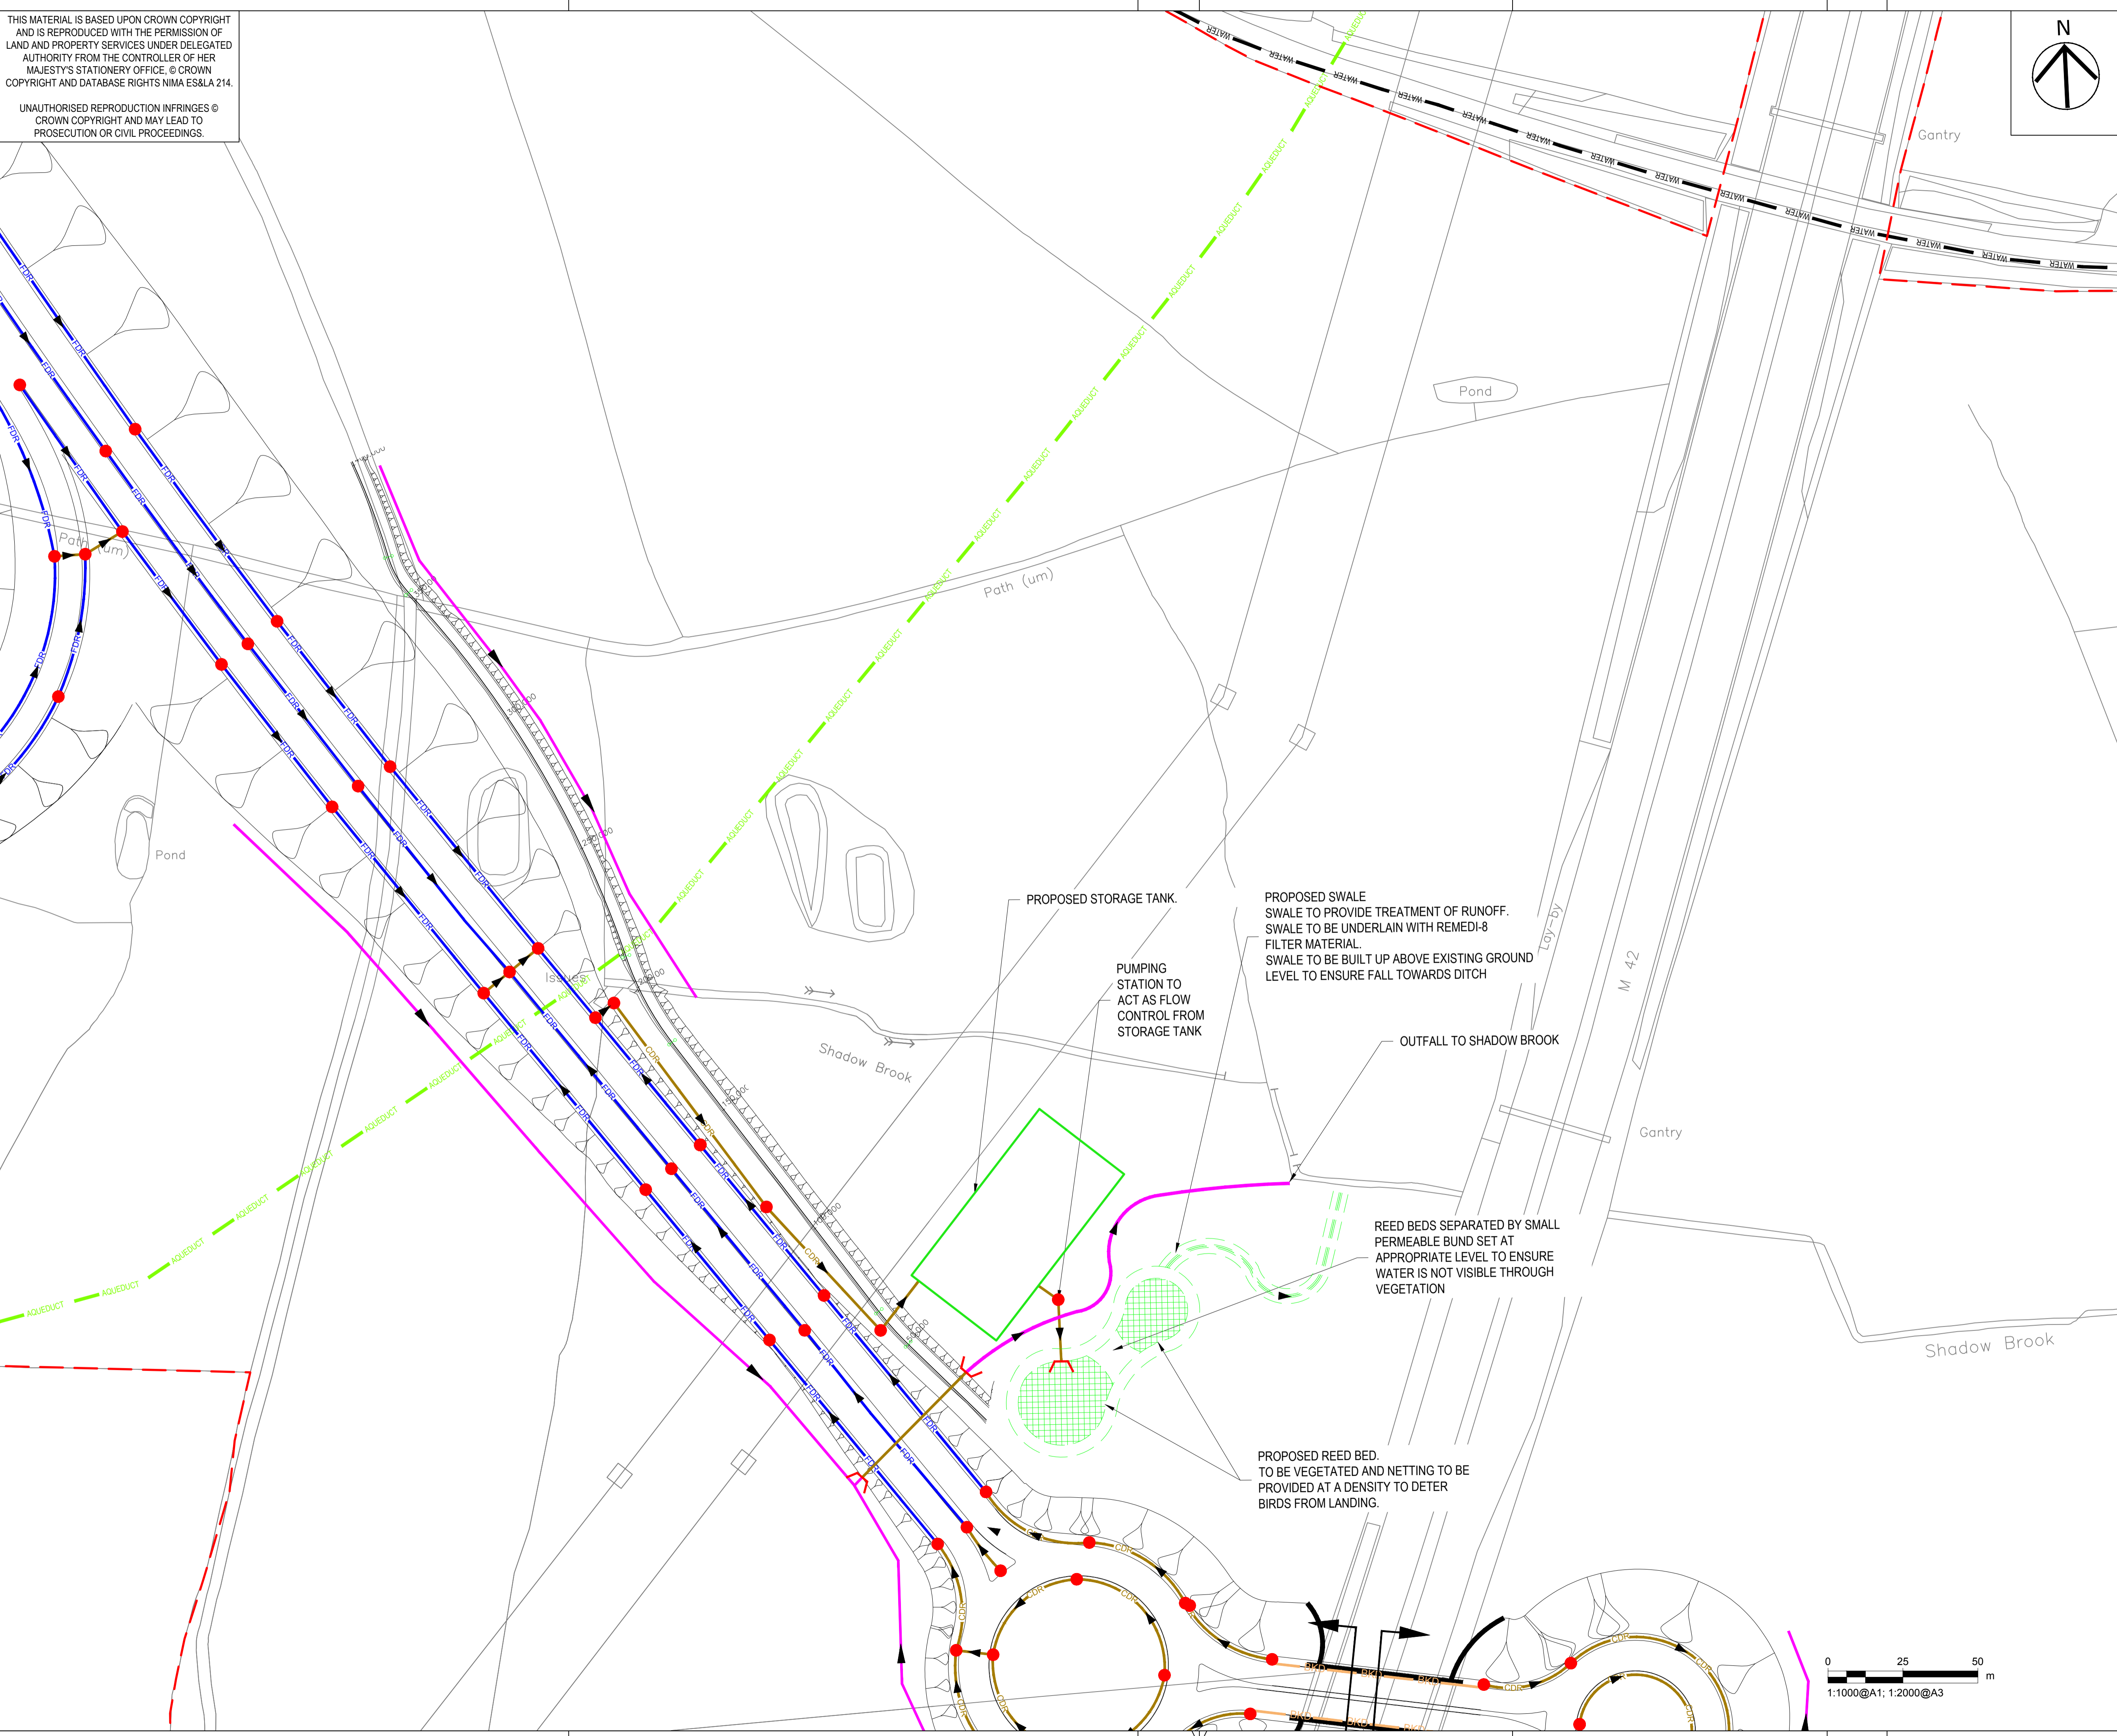 THIS MATERIAL IS BASED UPON CROWN COPYRIGHT
AND IS REPRODUCED WITH THE PERMISSION OF
LAND AND PROPERTY SERVICES UNDER DELEGATED
AUTHORITY FROM THE CONTROLLER OF HER
MAJESTY'S STATIONERY OFFICE, © CROWN
COPYRIGHT AND DATABASE RIGHTS NIMA ES&LA 214.
UNAUTHORISED REPRODUCTION INFRINGES ©
CROWN COPYRIGHT AND MAY LEAD TO
PROSECUTION OR CIVIL PROCEEDINGS.
N
WATER
AQUEDUCT
Gantry
Pond
FDR
Path (um)
Path (um)
Pond
PROPOSED STORAGE TANK.
PROPOSED SWALE
SWALE TO PROVIDE TREATMENT OF RUNOFF.
SWALE TO BE UNDERLAIN WITH REMEDI-8
FILTER MATERIAL.
SWALE TO BE BUILT UP ABOVE EXISTING GROUND
LEVEL TO ENSURE FALL TOWARDS DITCH
Lay-by
M 42
PUMPING
STATION TO
ACT AS FLOW
CONTROL FROM
STORAGE TANK
Issues
OUTFALL TO SHADOW BROOK
Shadow Brook
CDR
Gantry
REED BEDS SEPARATED BY SMALL
PERMEABLE BUND SET AT
APPROPRIATE LEVEL TO ENSURE
WATER IS NOT VISIBLE THROUGH
VEGETATION
Shadow Brook
PROPOSED REED BED.
TO BE VEGETATED AND NETTING TO BE
PROVIDED AT A DENSITY TO DETER
BIRDS FROM LANDING.
BKD
0 25 50
m
1:1000@A1; 1:2000@A3